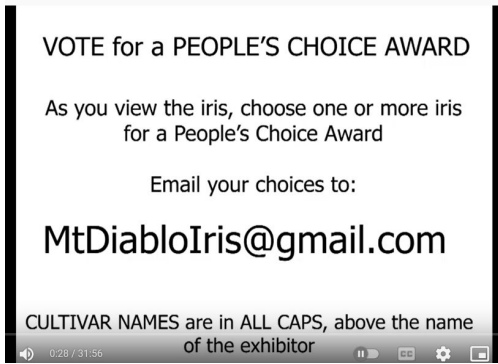 VOTE for a PEOPLE'S CHOICE AWARD
As you view the iris, choose one or more iris
for a People's Choice Award
Email your choices to:
MtDiabloIris@gmail.com
CULTIVAR NAMES are in ALL CAPS, above the name
of the exhibitor
0:28 / 31:56
CC